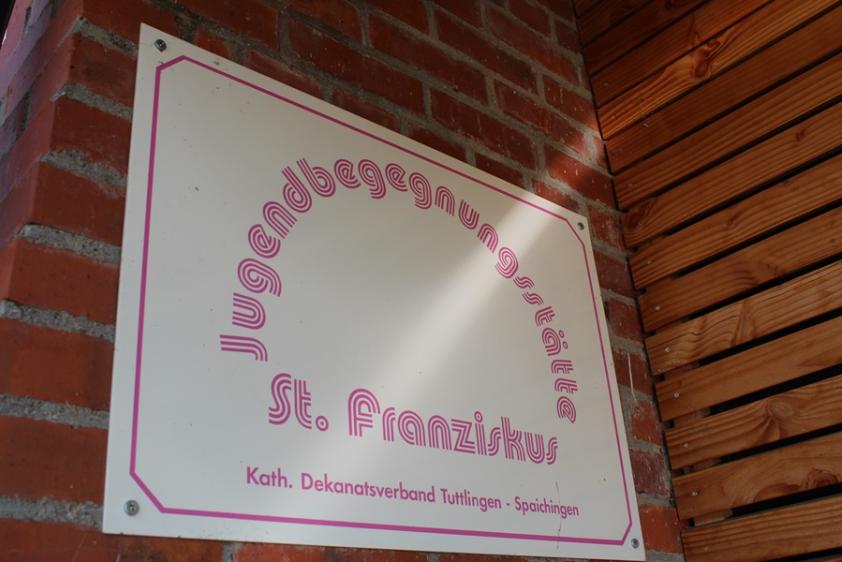 Jugendbegegnungsstätte
St. Franziskus
Kath. Dekanatsverband Tuttlingen - Spaichingen